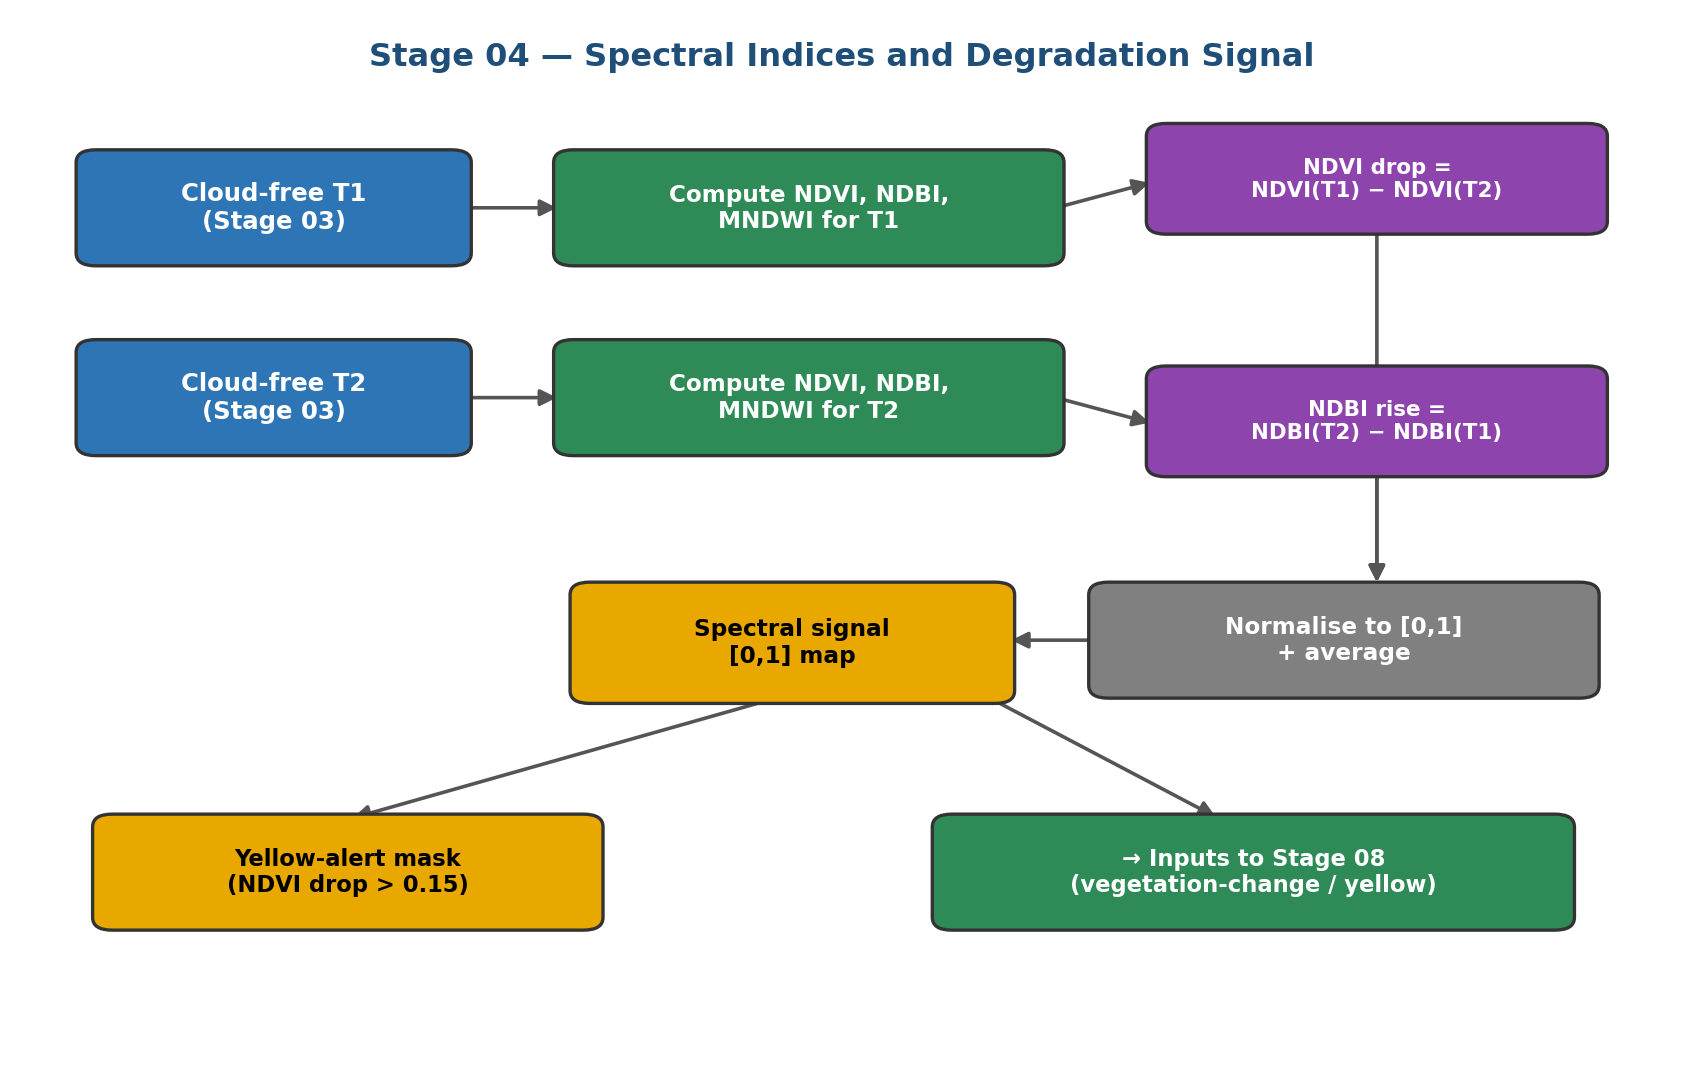 Stage 04 — Spectral Indices and Degradation Signal
Cloud-free T1
(Stage 03)
Compute NDVI, NDBI,
MNDWI for T1
NDVI drop =
NDVI(T1) − NDVI(T2)
Cloud-free T2
(Stage 03)
Compute NDVI, NDBI,
MNDWI for T2
NDBI rise =
NDBI(T2) − NDBI(T1)
Spectral signal
[0,1] map
Normalise to [0,1]
+ average
Yellow-alert mask
(NDVI drop > 0.15)
→ Inputs to Stage 08
(vegetation-change / yellow)